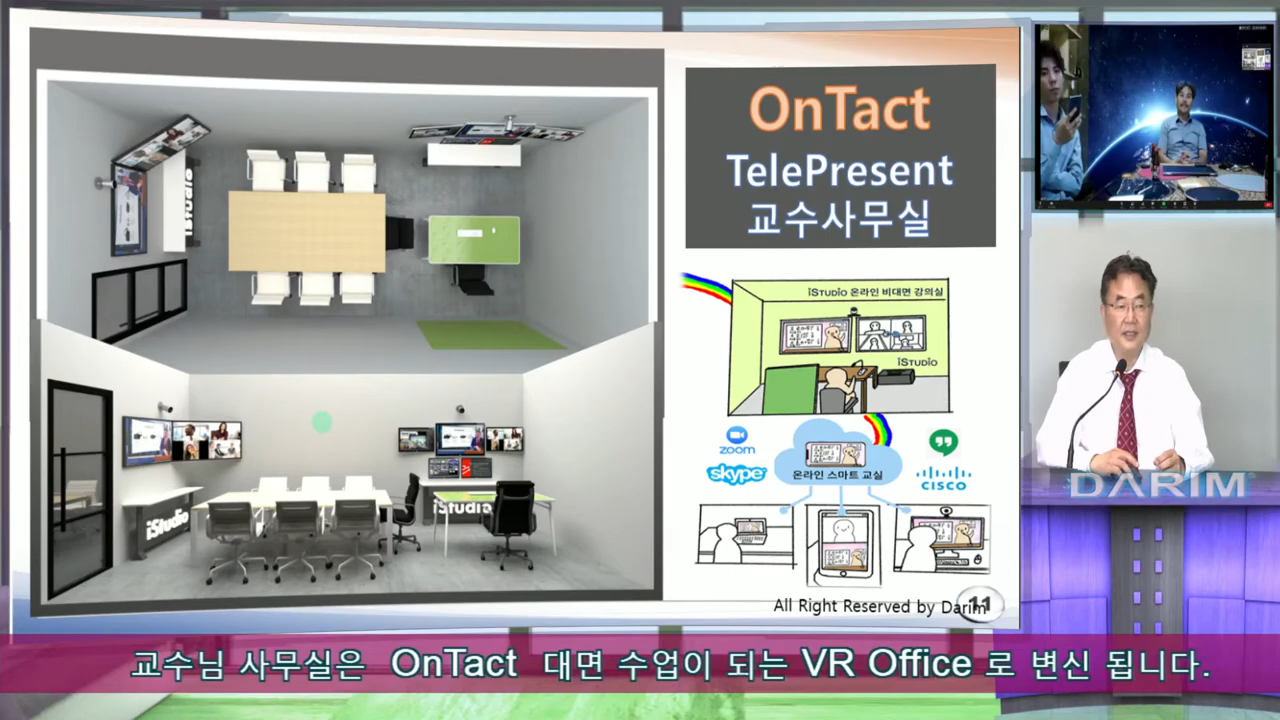 OnTact
TelePresent
교수사무실
iStudio
iStudio 온라인 비대면 강의실
iStudio
zoom
skype
온라인 스마트 교실
CISCO
iStudio
iStudio
All Right Reserved by Darim
11
DARIM
교수님 사무실은 OnTact 대면 수업이 되는 VR Office 로 변신 됩니다.